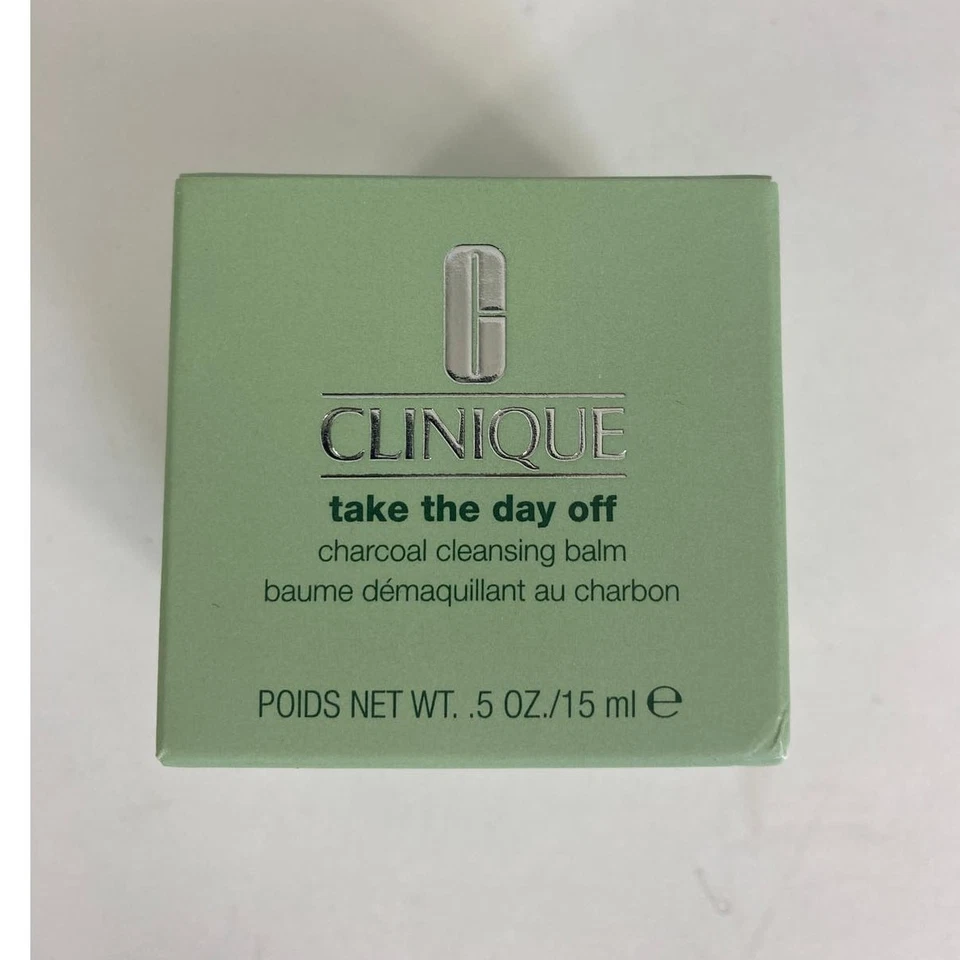 C
CLINIQUE
take the day off
charcoal cleansing balm
baume démaquillant au charbon
POIDS NET WT. .5 OZ./15 ml ℮